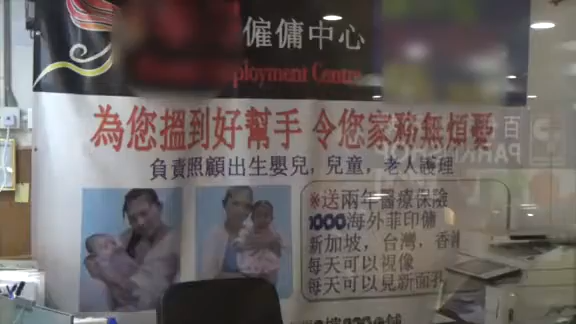 僱傭中心
ployment Centre
為您搵到好幫手 令您家務無煩憂
負責照顧出生嬰兒, 兒童, 老人護理
※送兩年醫療保險
1000海外菲印傭
新加坡, 台灣, 香
每天可以視像
每天可以見新面孔
百
PARKNSHOP